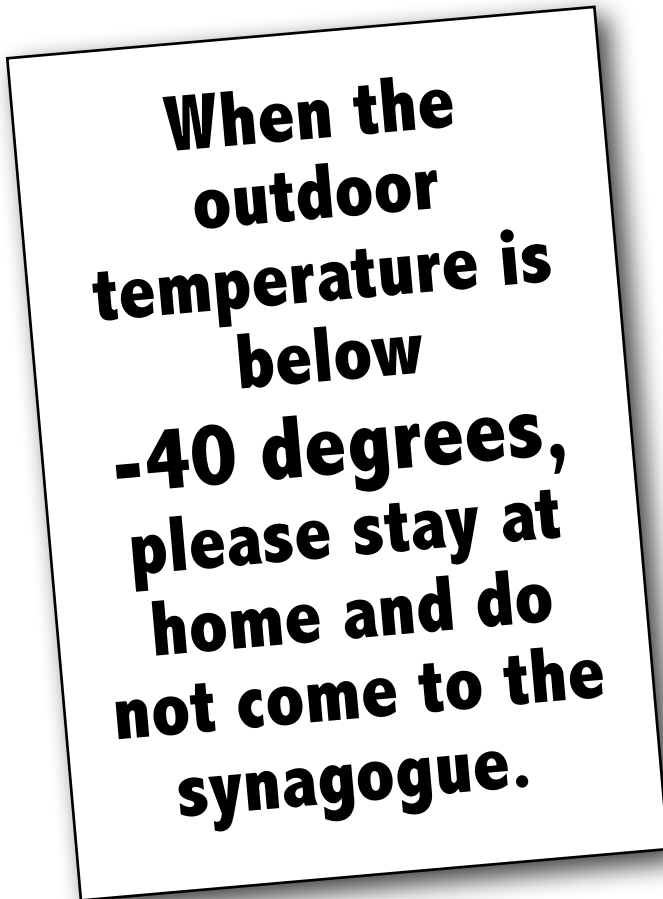 When the
outdoor
temperature is
below
-40 degrees,
please stay at
home and do
not come to the
synagogue.